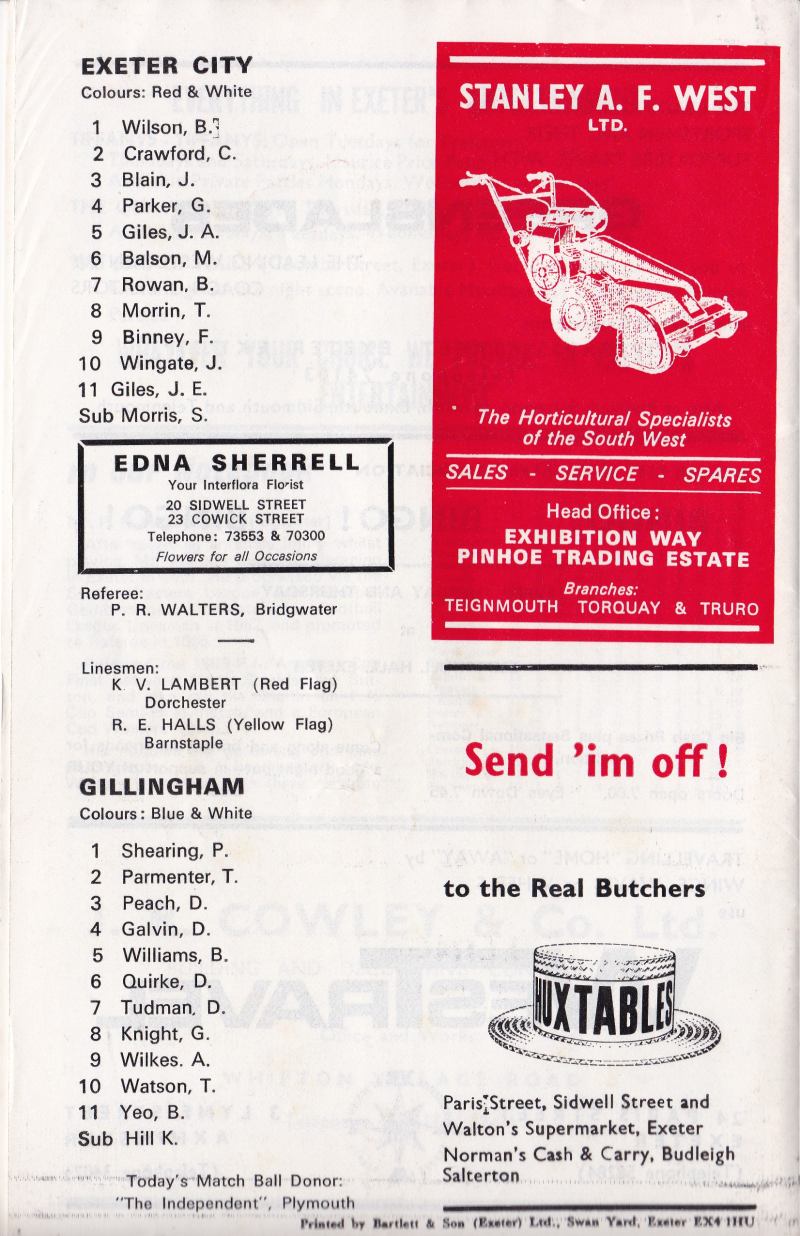 EXETER CITY
Colours: Red & White
1 Wilson, B.
2 Crawford, C.
3 Blain, J.
4 Parker, G.
5 Giles, J. A.
6 Balson, M.
7 Rowan, B.
8 Morrin, T.
9 Binney, F.
10 Wingate, J.
11 Giles, J. E.
Sub Morris, S.
EDNA SHERRELL
Your Interflora Florist
20 SIDWELL STREET
23 COWICK STREET
Telephone: 73553 & 70300
Flowers for all Occasions
Referee:
P. R. WALTERS, Bridgwater
Linesmen:
K. V. LAMBERT (Red Flag)
Dorchester
R. E. HALLS (Yellow Flag)
Barnstaple
GILLINGHAM
Colours: Blue & White
1 Shearing, P.
2 Parmenter, T.
3 Peach, D.
4 Galvin, D.
5 Williams, B.
6 Quirke, D.
7 Tudman, D.
8 Knight, G.
9 Wilkes. A.
10 Watson, T.
11 Yeo, B.
Sub Hill K.
Today's Match Ball Donor:
"The Independent", Plymouth
STANLEY A. F. WEST
LTD.
The Horticultural Specialists
of the South West
SALES - SERVICE - SPARES
Head Office:
EXHIBITION WAY
PINHOE TRADING ESTATE
Branches:
TEIGNMOUTH TORQUAY & TRURO
Send 'im off!
to the Real Butchers
HUXTABLES
Paris Street, Sidwell Street and
Walton's Supermarket, Exeter
Norman's Cash & Carry, Budleigh
Salterton
Printed by Bartlett & Son (Exeter) Ltd., Swan Yard, Exeter EX4 1HU